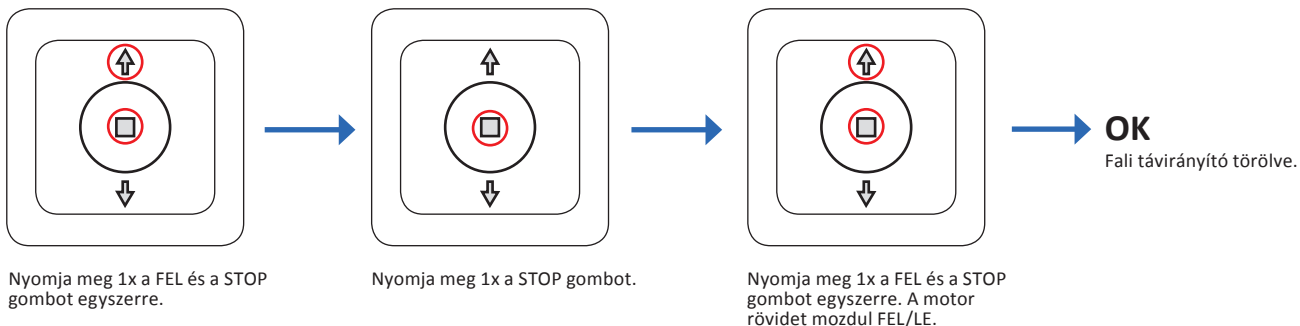 OK
Fali távirányító törölve.
Nyomja meg 1x a FEL és a STOP
gombot egyszerre.
Nyomja meg 1x a STOP gombot.
Nyomja meg 1x a FEL és a STOP
gombot egyszerre. A motor
rövidet mozdul FEL/LE.